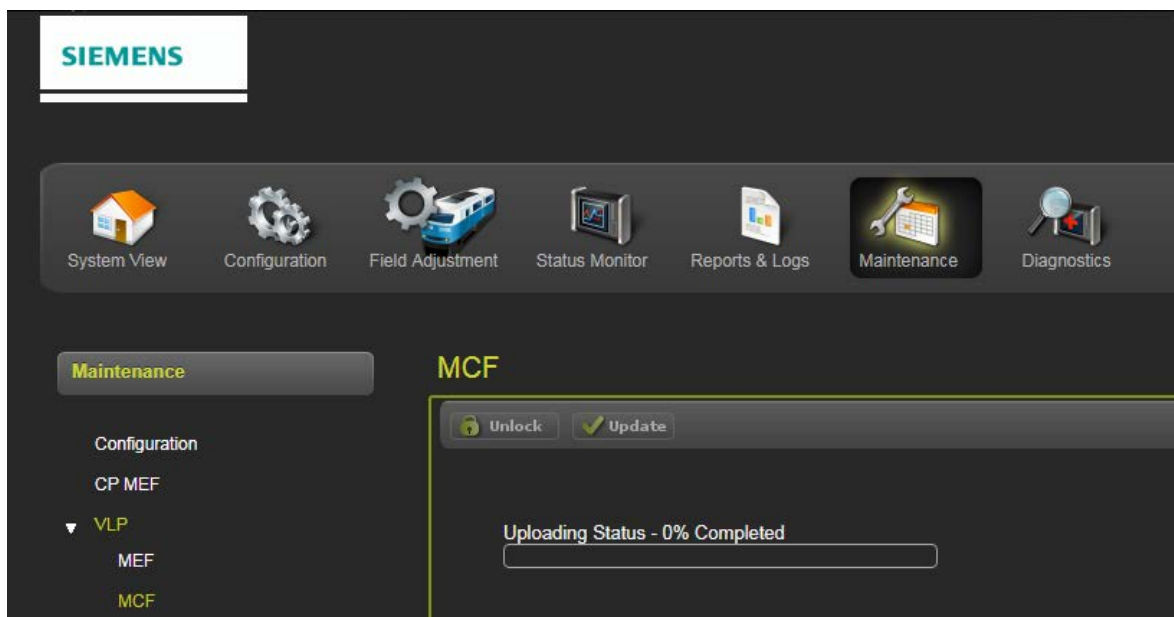 SIEMENS
System View
Configuration
Field Adjustment
Status Monitor
Reports & Logs
Maintenance
Diagnostics
Maintenance
Configuration
CP MEF
VLP
MEF
MCF
MCF
Unlock
Update
Uploading Status - 0% Completed